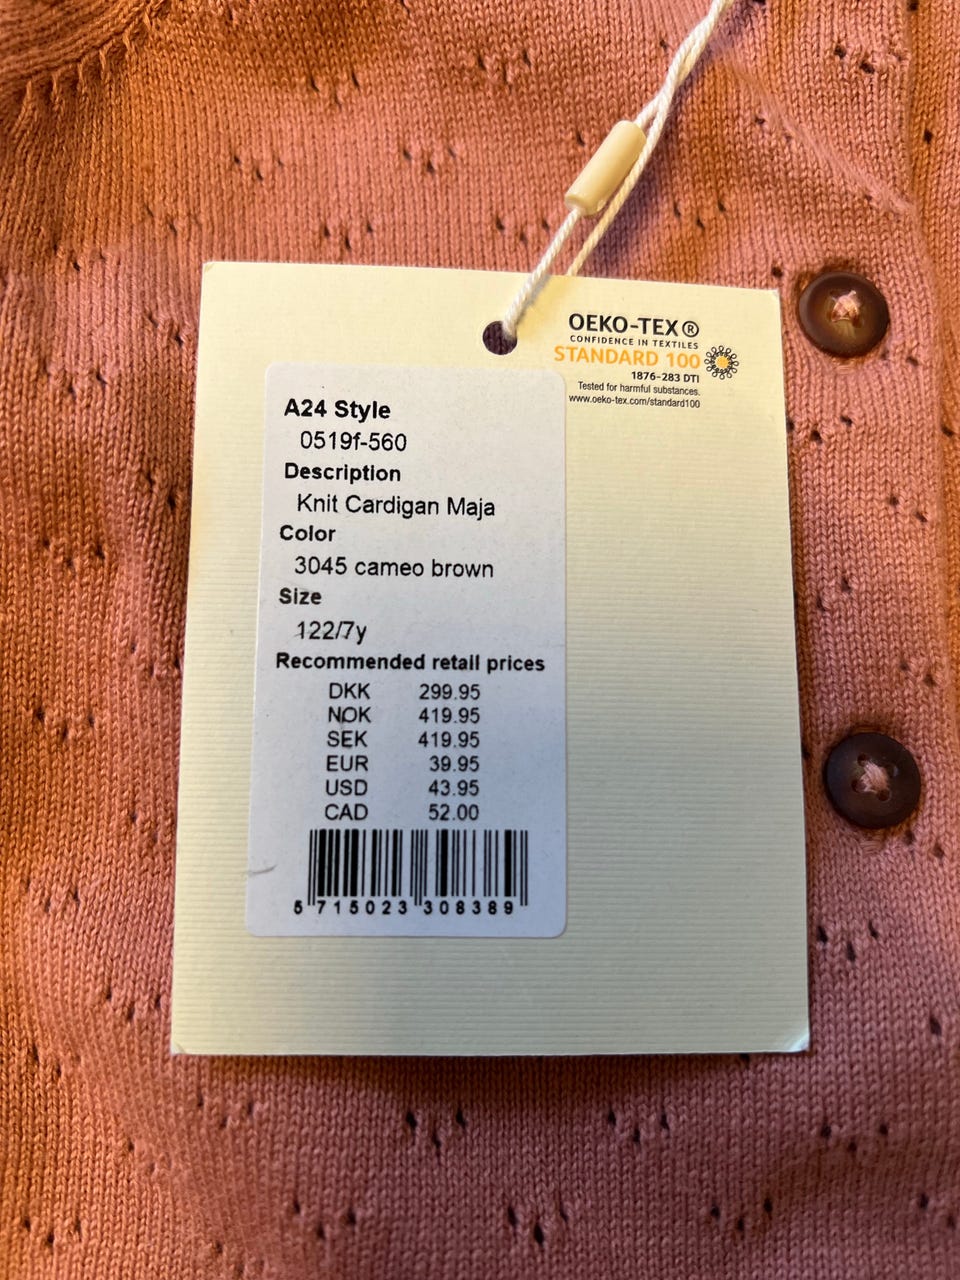 OEKO-TEX®
CONFIDENCE IN TEXTILES
STANDARD 100
1876-283 DTI
Tested for harmful substances.
www.oeko-tex.com/standard100
A24 Style
0519f-560
Description
Knit Cardigan Maja
Color
3045 cameo brown
Size
122/7y
Recommended retail prices
DKK 299.95
NOK 419.95
SEK 419.95
EUR 39.95
USD 43.95
CAD 52.00
5 715023 308389